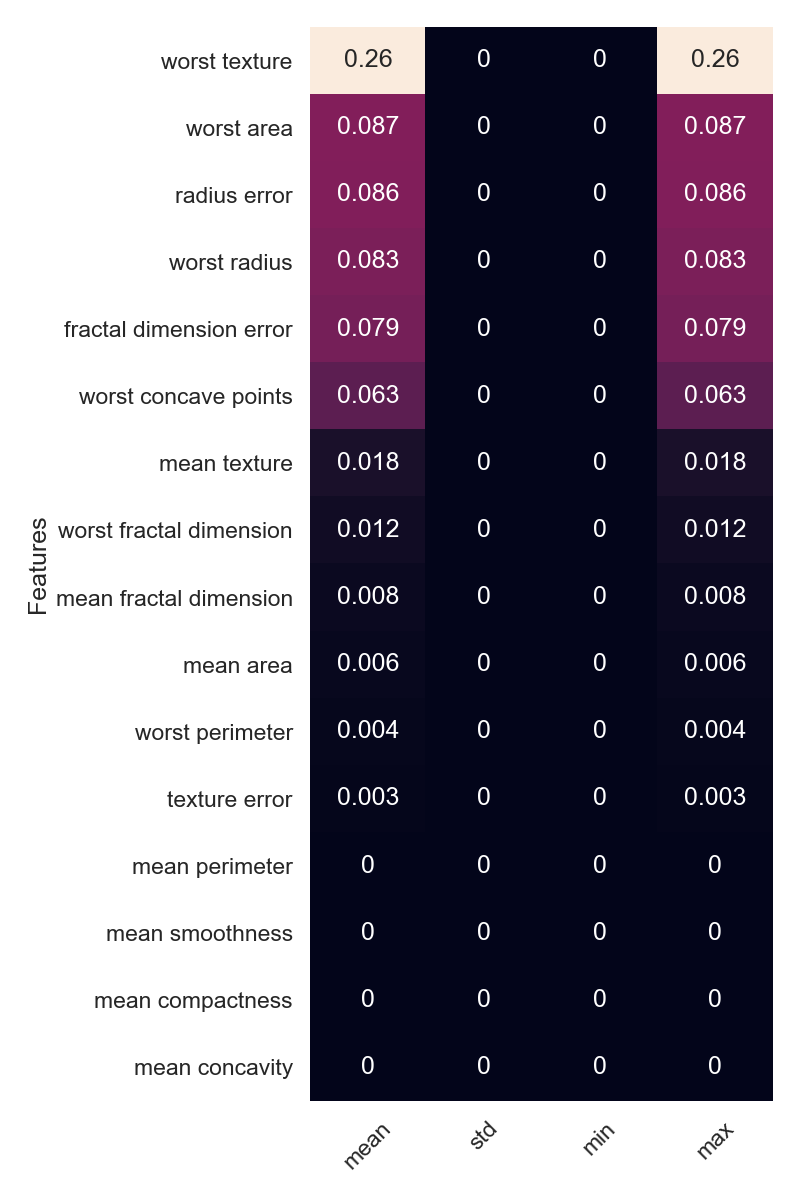 worst texture 0.26 0 0 0.26
worst area 0.087 0 0 0.087
radius error 0.086 0 0 0.086
worst radius 0.083 0 0 0.083
fractal dimension error 0.079 0 0 0.079
worst concave points 0.063 0 0 0.063
mean texture 0.018 0 0 0.018
worst fractal dimension 0.012 0 0 0.012
Features
mean fractal dimension 0.008 0 0 0.008
mean area 0.006 0 0 0.006
worst perimeter 0.004 0 0 0.004
texture error 0.003 0 0 0.003
mean perimeter 0 0 0 0
mean smoothness 0 0 0 0
mean compactness 0 0 0 0
mean concavity 0 0 0 0
mean std min max